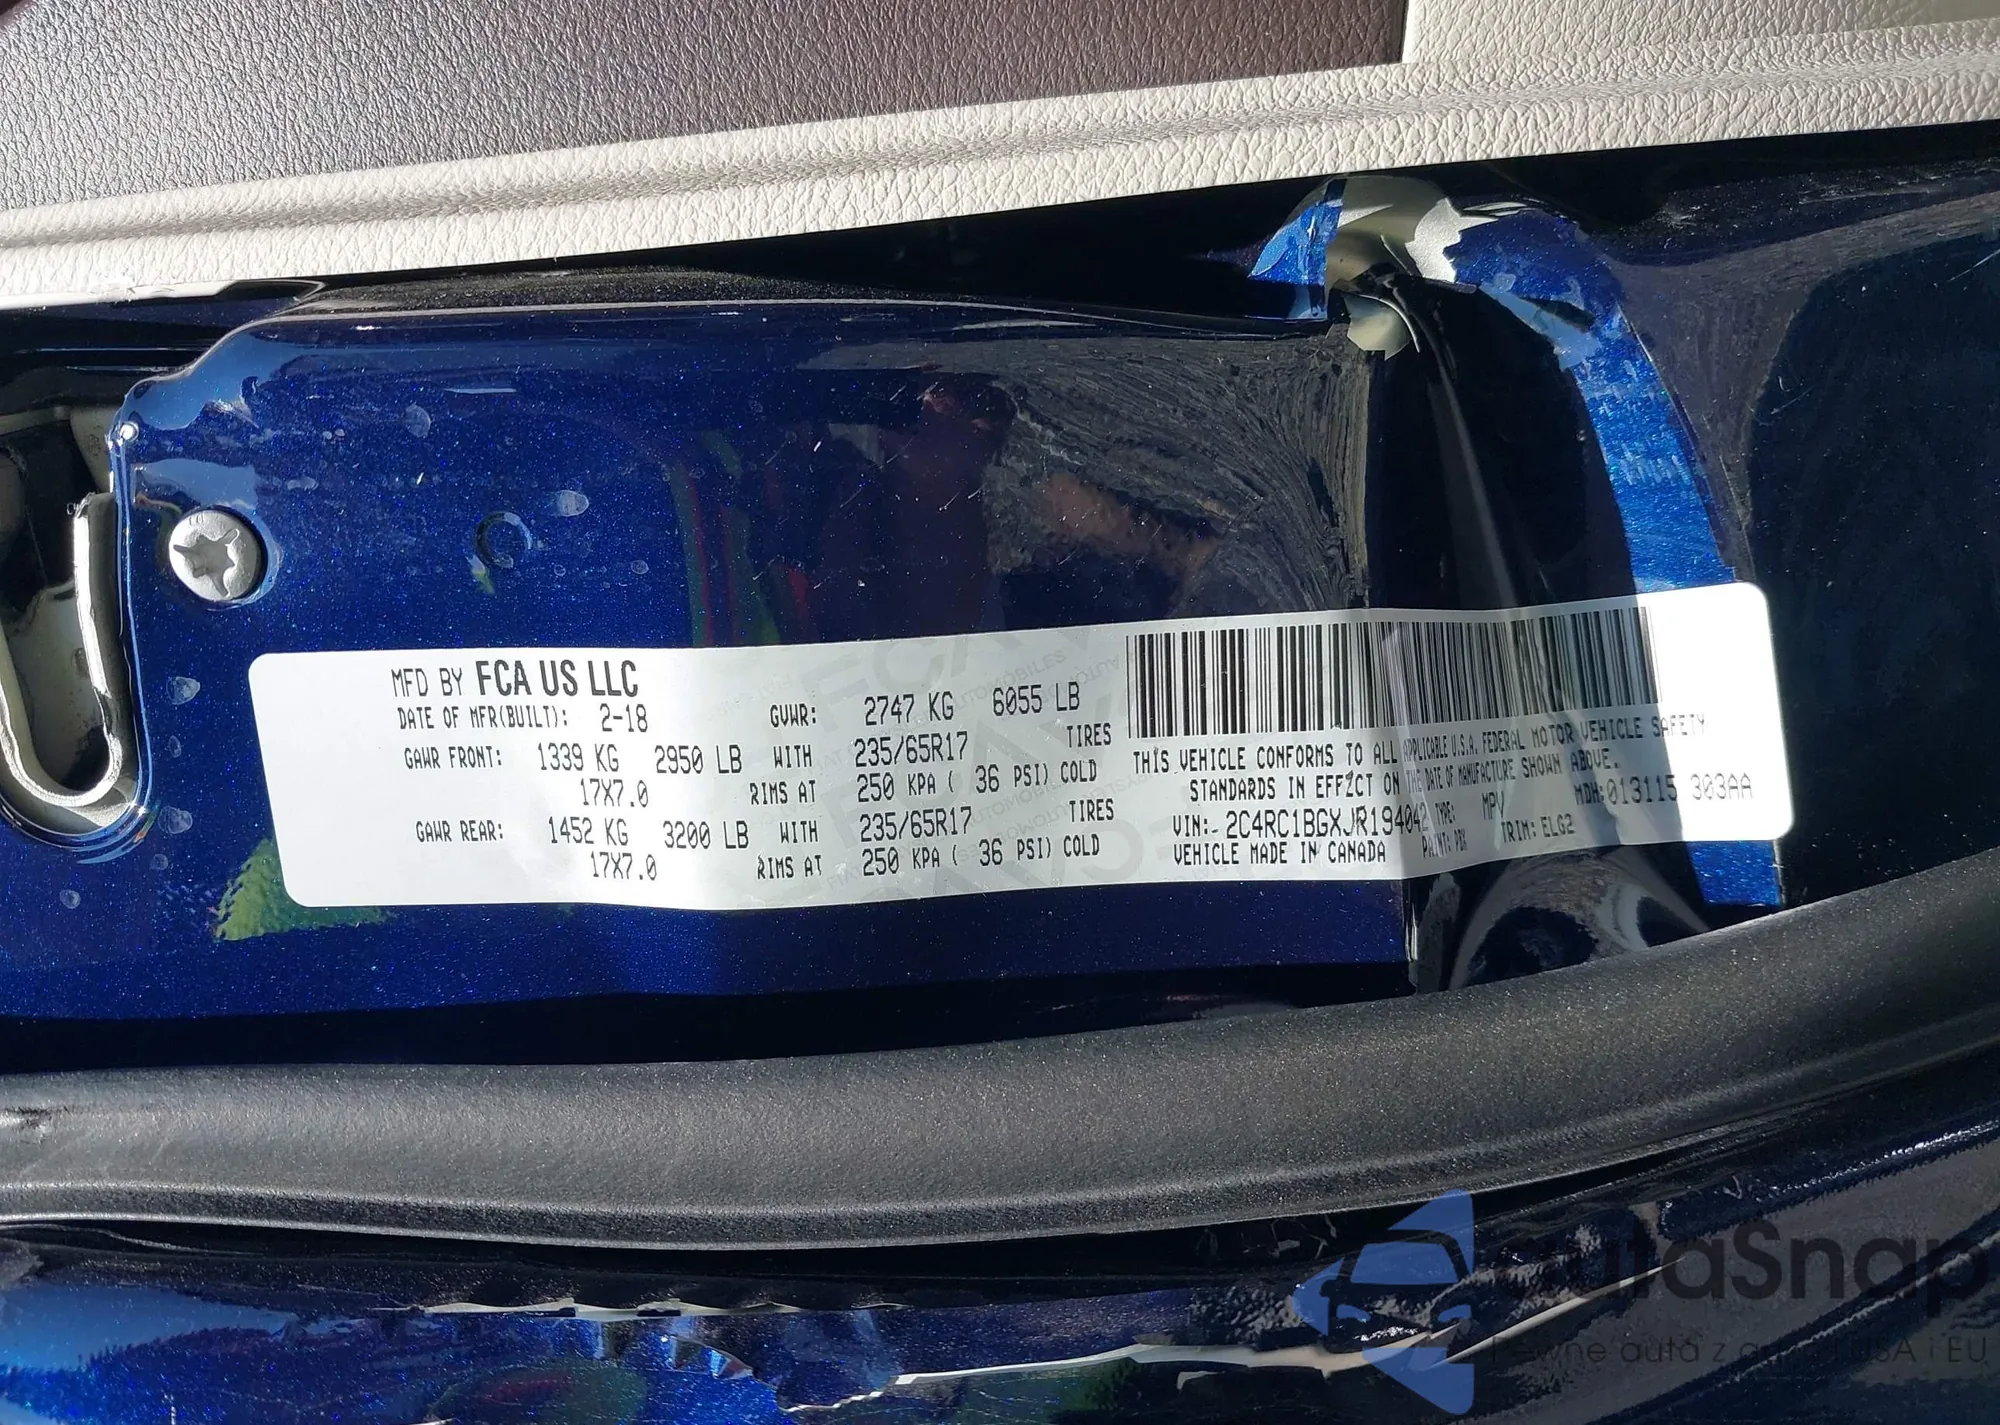 MFD BY FCA US LLC
DATE OF MFR(BUILT): 2-18 GVWR: 2747 KG 6055 LB
GAWR FRONT: 1339 KG 2950 LB WITH 235/65R17 TIRES
17X7.0 RIMS AT 250 KPA ( 36 PSI) COLD
GAWR REAR: 1452 KG 3200 LB WITH 235/65R17 TIRES
17X7.0 RIMS AT 250 KPA ( 36 PSI) COLD
THIS VEHICLE CONFORMS TO ALL APPLICABLE U.S.A. FEDERAL MOTOR VEHICLE SAFETY
STANDARDS IN EFFECT ON THE DATE OF MANUFACTURE SHOWN ABOVE.
MDH:013115 303AA
VIN: 2C4RC1BGXJR194042 TYPE: MPV
VEHICLE MADE IN CANADA PAINT: PBX TRIM: ELG2
autaSnap
USA i EU